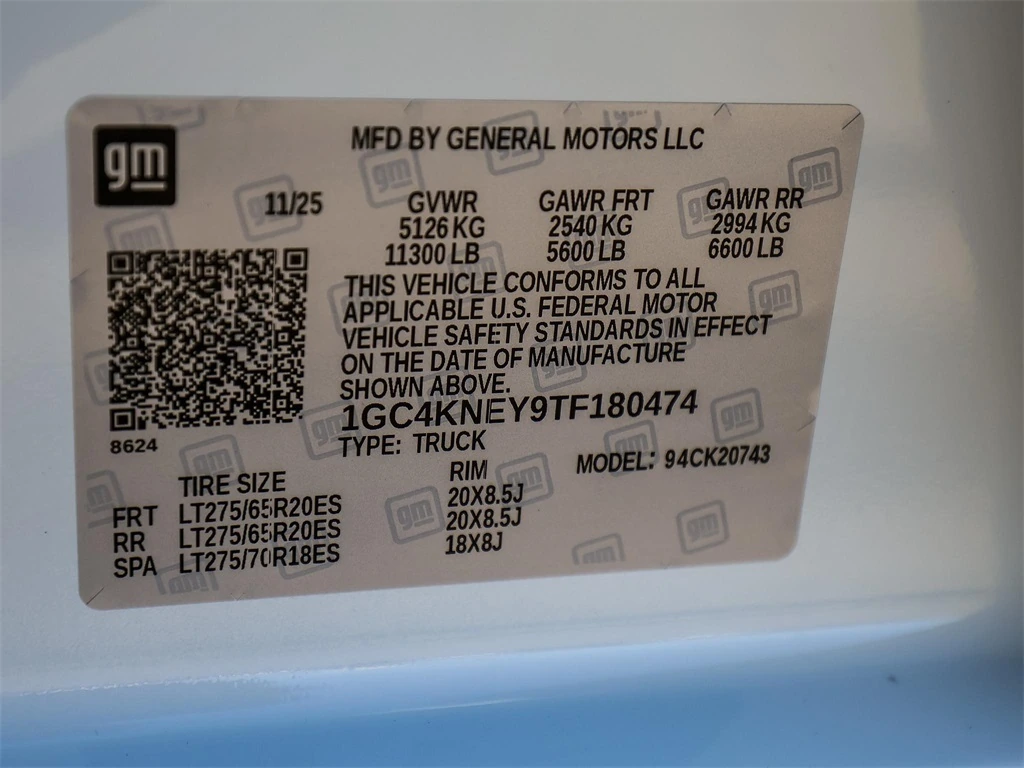 gm
MFD BY GENERAL MOTORS LLC
11/25 GVWR GAWR FRT GAWR RR
5126 KG 2540 KG 2994 KG
11300 LB 5600 LB 6600 LB
THIS VEHICLE CONFORMS TO ALL
APPLICABLE U.S. FEDERAL MOTOR
VEHICLE SAFETY STANDARDS IN EFFECT
ON THE DATE OF MANUFACTURE
SHOWN ABOVE.
1GC4KNEY9TF180474
8624
TYPE: TRUCK
MODEL: 94CK20743
TIRE SIZE RIM
FRT LT275/65R20ES 20X8.5J
RR LT275/65R20ES 20X8.5J
SPA LT275/70R18ES 18X8J